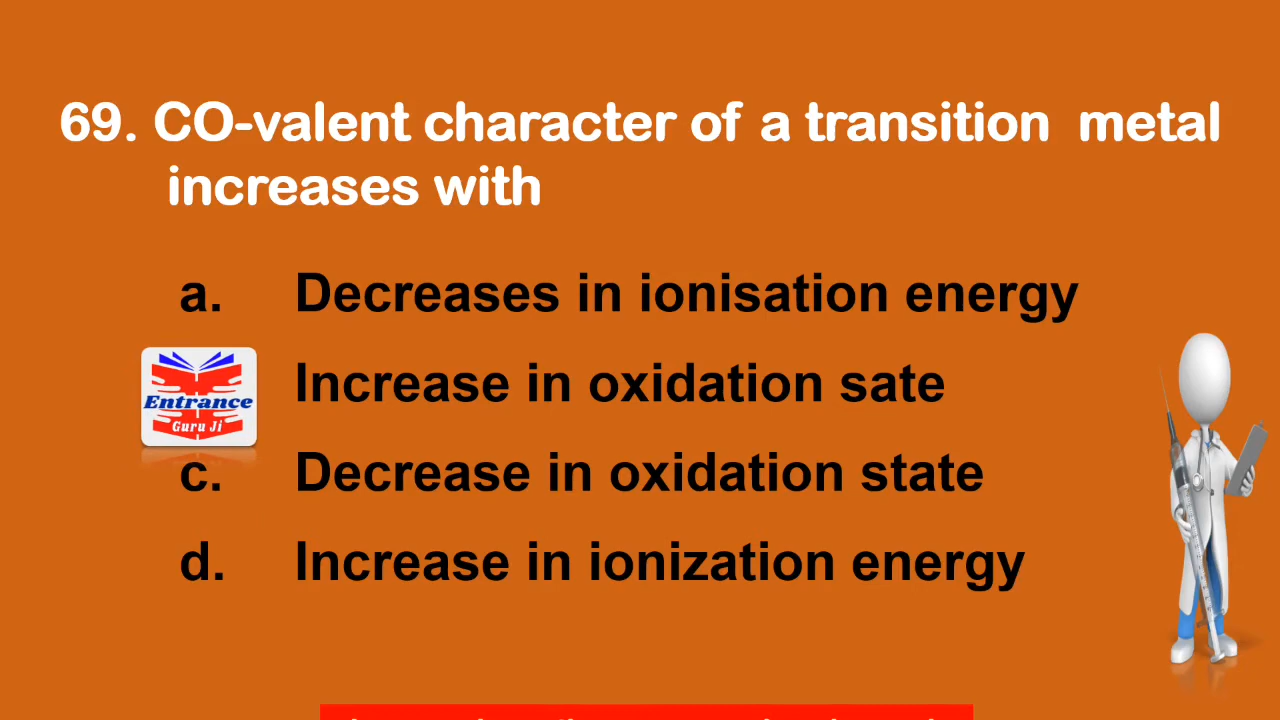 69. CO-valent character of a transition metal
increases with
a. Decreases in ionisation energy
Entrance
Guru Ji
Increase in oxidation sate
c. Decrease in oxidation state
d. Increase in ionization energy